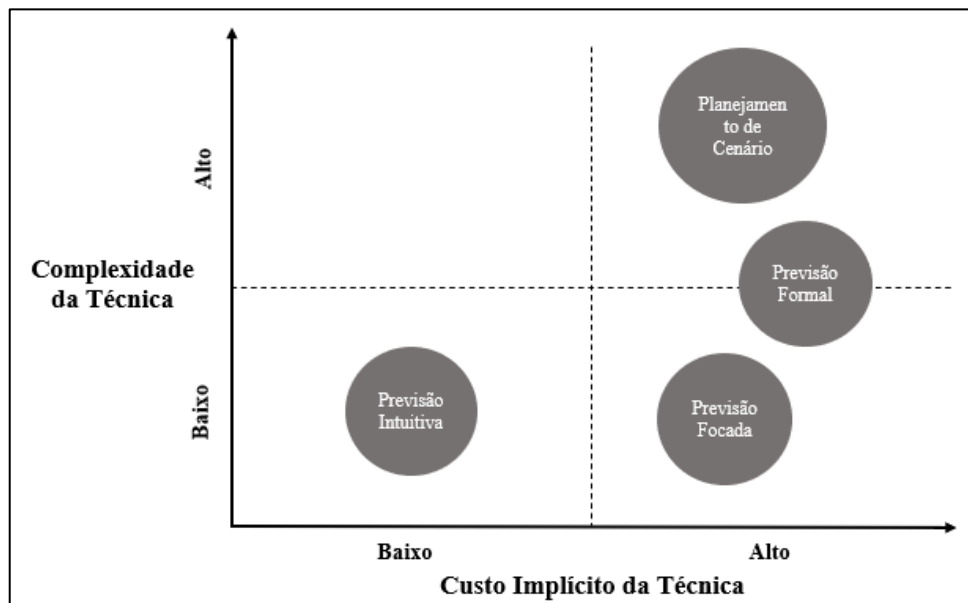 Planejamen
to de
Cenário
Alto
Complexidade
da Técnica
Previsão
Formal
Previsão
Intuitiva
Previsão
Focada
Baixo
Baixo
Alto
Custo Implícito da Técnica